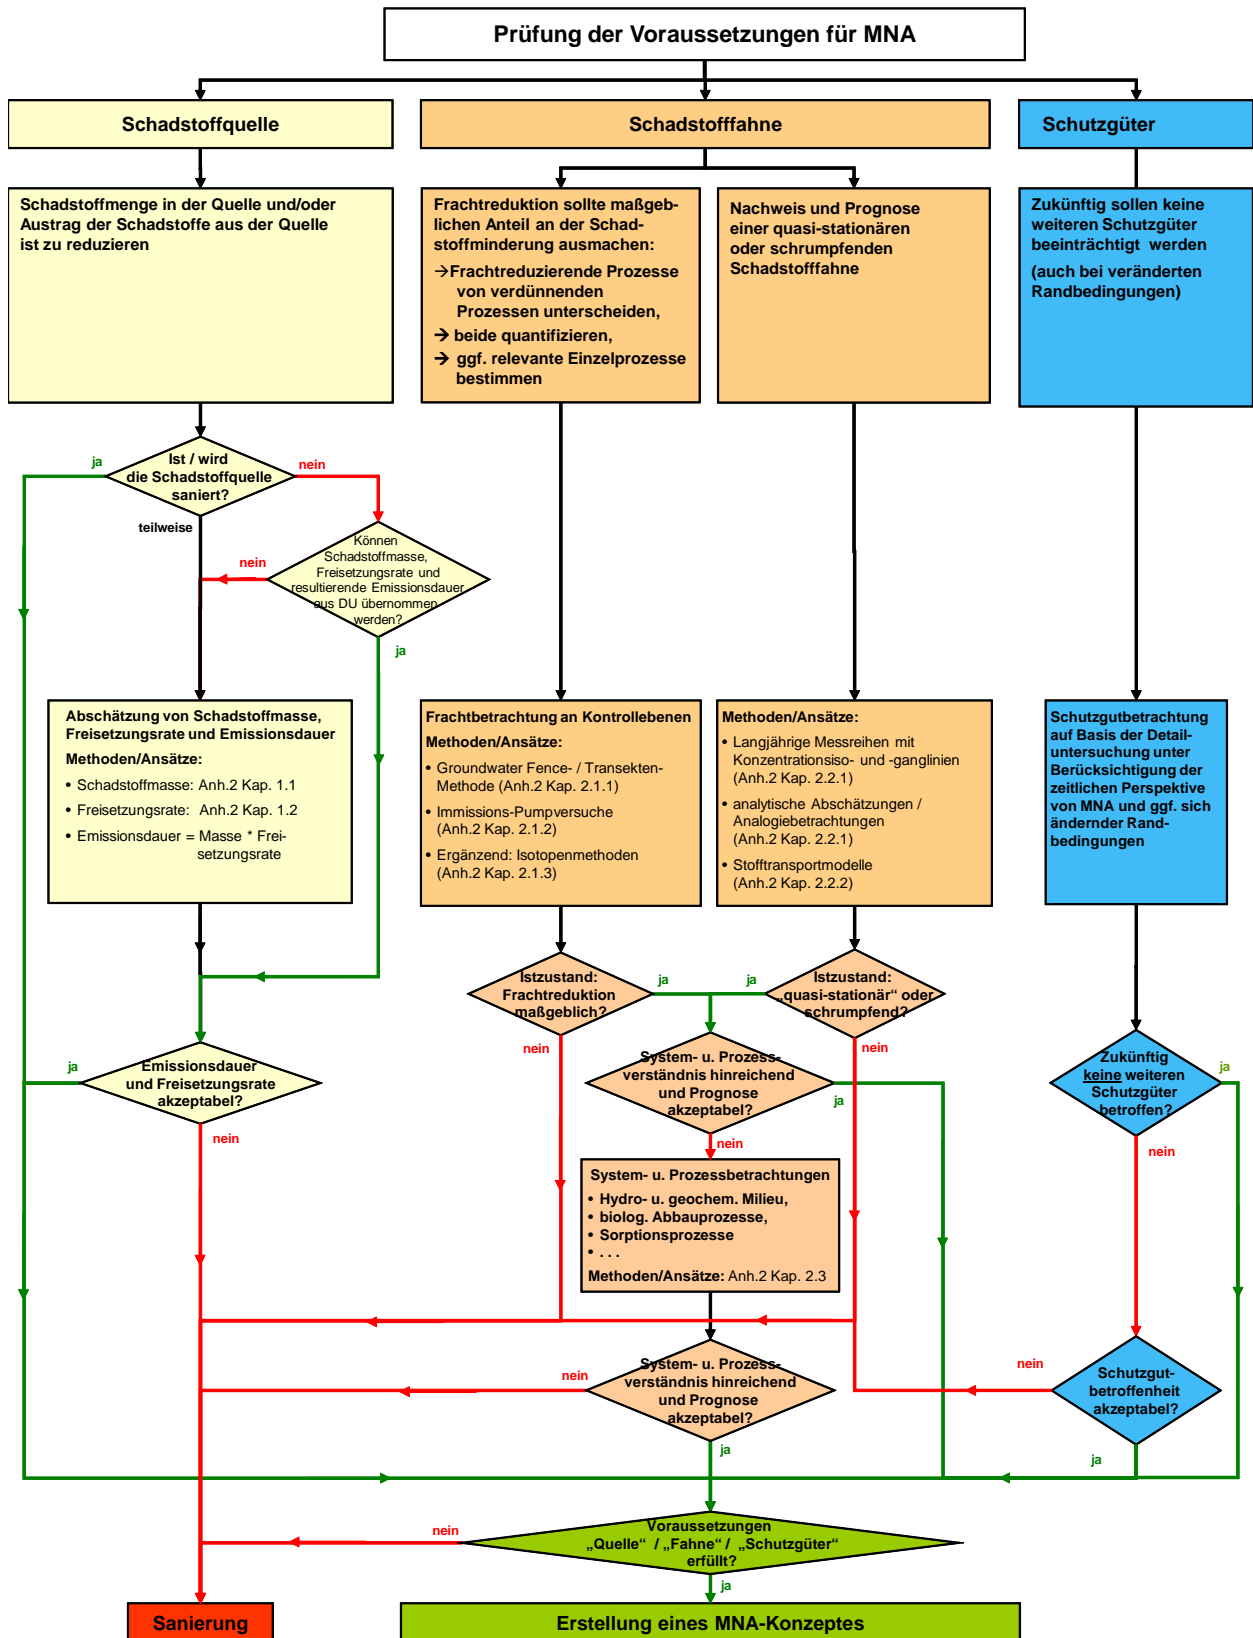 Prüfung der Voraussetzungen für MNA
Schadstoffquelle
Schadstofffahne
Schutzgüter
Schadstoffmenge in der Quelle und/oder
Austrag der Schadstoffe aus der Quelle
ist zu reduzieren
Frachtreduktion sollte maßgeb-
lichen Anteil an der Schad-
stoffminderung ausmachen:
→Frachtreduzierende Prozesse
von verdünnenden
Prozessen unterscheiden,
→ beide quantifizieren,
→ ggf. relevante Einzelprozesse
bestimmen
Nachweis und Prognose
einer quasi-stationären
oder schrumpfenden
Schadstofffahne
Zukünftig sollen keine
weiteren Schutzgüter
beeinträchtigt werden
(auch bei veränderten
Randbedingungen)
ja
Ist / wird
die Schadstoffquelle
saniert?
nein
teilweise
nein
Können
Schadstoffmasse,
Freisetzungsrate und
resultierende Emissionsdauer
aus DU übernommen
werden?
ja
Abschätzung von Schadstoffmasse,
Freisetzungsrate und Emissionsdauer
Methoden/Ansätze:
• Schadstoffmasse: Anh.2 Kap. 1.1
• Freisetzungsrate: Anh.2 Kap. 1.2
• Emissionsdauer = Masse * Frei-
setzungsrate
Frachtbetrachtung an Kontrollebenen
Methoden/Ansätze:
• Groundwater Fence- / Transekten-
Methode (Anh.2 Kap. 2.1.1)
• Immissions-Pumpversuche
(Anh.2 Kap. 2.1.2)
• Ergänzend: Isotopenmethoden
(Anh.2 Kap. 2.1.3)
Methoden/Ansätze:
• Langjährige Messreihen mit
Konzentrationsiso- und -ganglinien
(Anh.2 Kap. 2.2.1)
• analytische Abschätzungen /
Analogiebetrachtungen
(Anh.2 Kap. 2.2.1)
• Stofftransportmodelle
(Anh.2 Kap. 2.2.2)
Schutzgutbetrachtung
auf Basis der Detail-
untersuchung unter
Berücksichtigung der
zeitlichen Perspektive
von MNA und ggf. sich
ändernder Rand-
bedingungen
Istzustand:
Frachtreduktion
maßgeblich?
ja
ja
Istzustand:
„quasi-stationär“ oder
schrumpfend?
nein
nein
ja
Emissionsdauer
und Freisetzungsrate
akzeptabel?
nein
System- u. Prozess-
verständnis hinreichend
und Prognose
akzeptabel?
ja
nein
Zukünftig
keine weiteren
Schutzgüter
betroffen?
ja
nein
System- u. Prozessbetrachtungen
• Hydro- u. geochem. Milieu,
• biolog. Abbauprozesse,
• Sorptionsprozesse
• . . .
Methoden/Ansätze: Anh.2 Kap. 2.3
nein
System- u. Prozess-
verständnis hinreichend
und Prognose
akzeptabel?
ja
nein
Schutzgut-
betroffenheit
akzeptabel?
ja
nein
Voraussetzungen
„Quelle“ / „Fahne“ / „Schutzgüter“
erfüllt?
ja
Sanierung
Erstellung eines MNA-Konzeptes